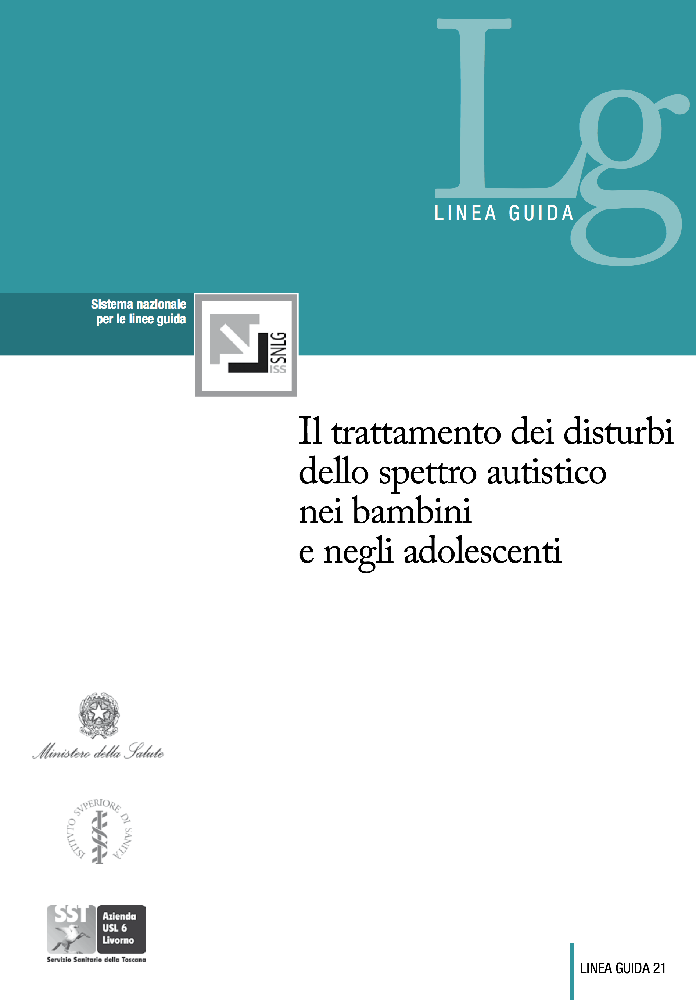 Lg
LINEA GUIDA
Sistema nazionale
per le linee guida
SNLG
ISS
Il trattamento dei disturbi
dello spettro autistico
nei bambini
e negli adolescenti
REPVBBLICA ITALIANA
Ministero della Salute
ISTITVTO SVPERIORE DI SANITÀ
SST
Azienda
USL 6
Livorno
Servizio Sanitario della Toscana
LINEA GUIDA 21